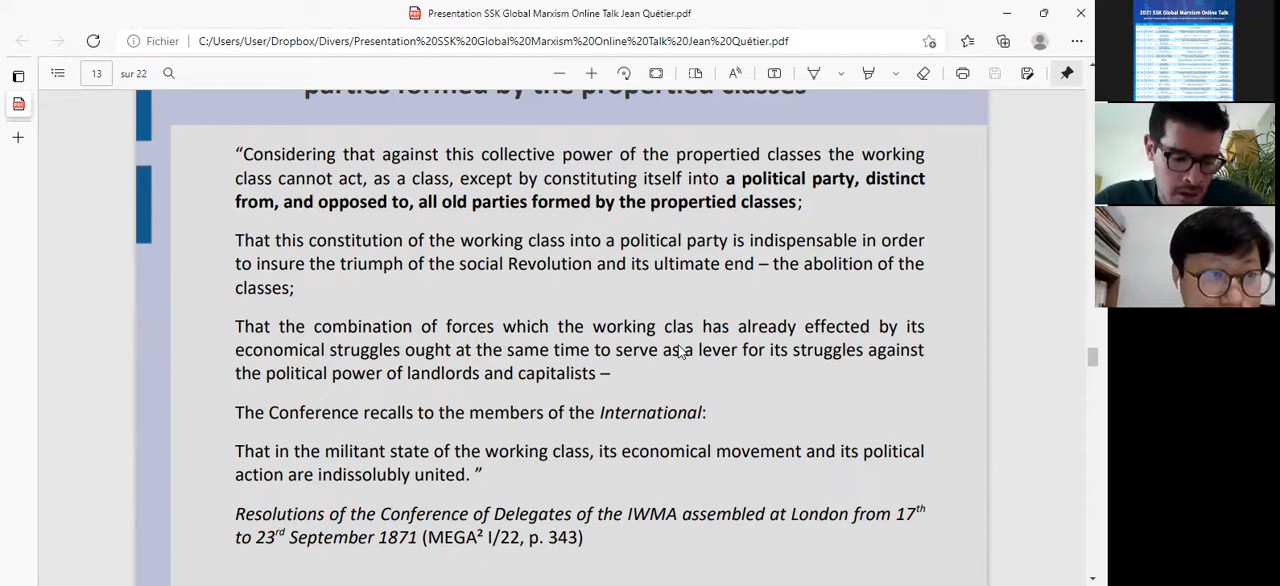 Presentation SSK Global Marxism Online Talk Jean Quétier.pdf
Fichier
C:/Users/User/Dropbox/Divers/Presentation%20SSK%20Global%20Marxism%20Online%20Talk%20Jean%20Quétier.pdf
13
sur 22
2021 SSK Global Marxism Online Talk
“Considering that against this collective power of the propertied classes the working
class cannot act, as a class, except by constituting itself into a political party, distinct
from, and opposed to, all old parties formed by the propertied classes;
That this constitution of the working class into a political party is indispensable in order
to insure the triumph of the social Revolution and its ultimate end – the abolition of the
classes;
That the combination of forces which the working clas has already effected by its
economical struggles ought at the same time to serve as a lever for its struggles against
the political power of landlords and capitalists –
The Conference recalls to the members of the International:
That in the militant state of the working class, its economical movement and its political
action are indissolubly united. ”
Resolutions of the Conference of Delegates of the IWMA assembled at London from 17th
to 23rd September 1871 (MEGA² I/22, p. 343)